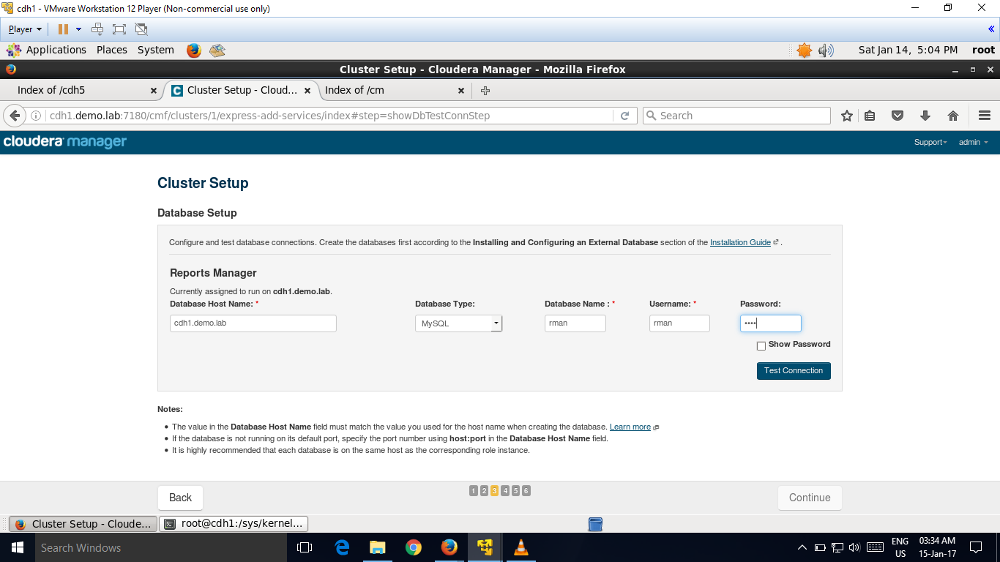 cdh1 - VMware Workstation 12 Player (Non-commercial use only)
Player
Applications Places System Sat Jan 14, 5:04 PM root
Cluster Setup - Cloudera Manager - Mozilla Firefox
Index of /cdh5 Cluster Setup - Cloud... Index of /cm
cdh1.demo.lab:7180/cmf/clusters/1/express-add-services/index#step=showDbTestConnStep Search
cloudera manager Support admin
Cluster Setup
Database Setup
Configure and test database connections. Create the databases first according to the Installing and Configuring an External Database section of the Installation Guide .
Reports Manager
Currently assigned to run on cdh1.demo.lab.
Database Host Name: * Database Type: Database Name : * Username: * Password:
cdh1.demo.lab MySQL rman rman ••••
Show Password
Test Connection
Notes:
• The value in the Database Host Name field must match the value you used for the host name when creating the database. Learn more
• If the database is not running on its default port, specify the port number using host:port in the Database Host Name field.
• It is highly recommended that each database is on the same host as the corresponding role instance.
Back 1 2 3 4 5 6 Continue
Cluster Setup - Cloude... root@cdh1:/sys/kernel...
Search Windows ENG 03:34 AM
US 15-Jan-17